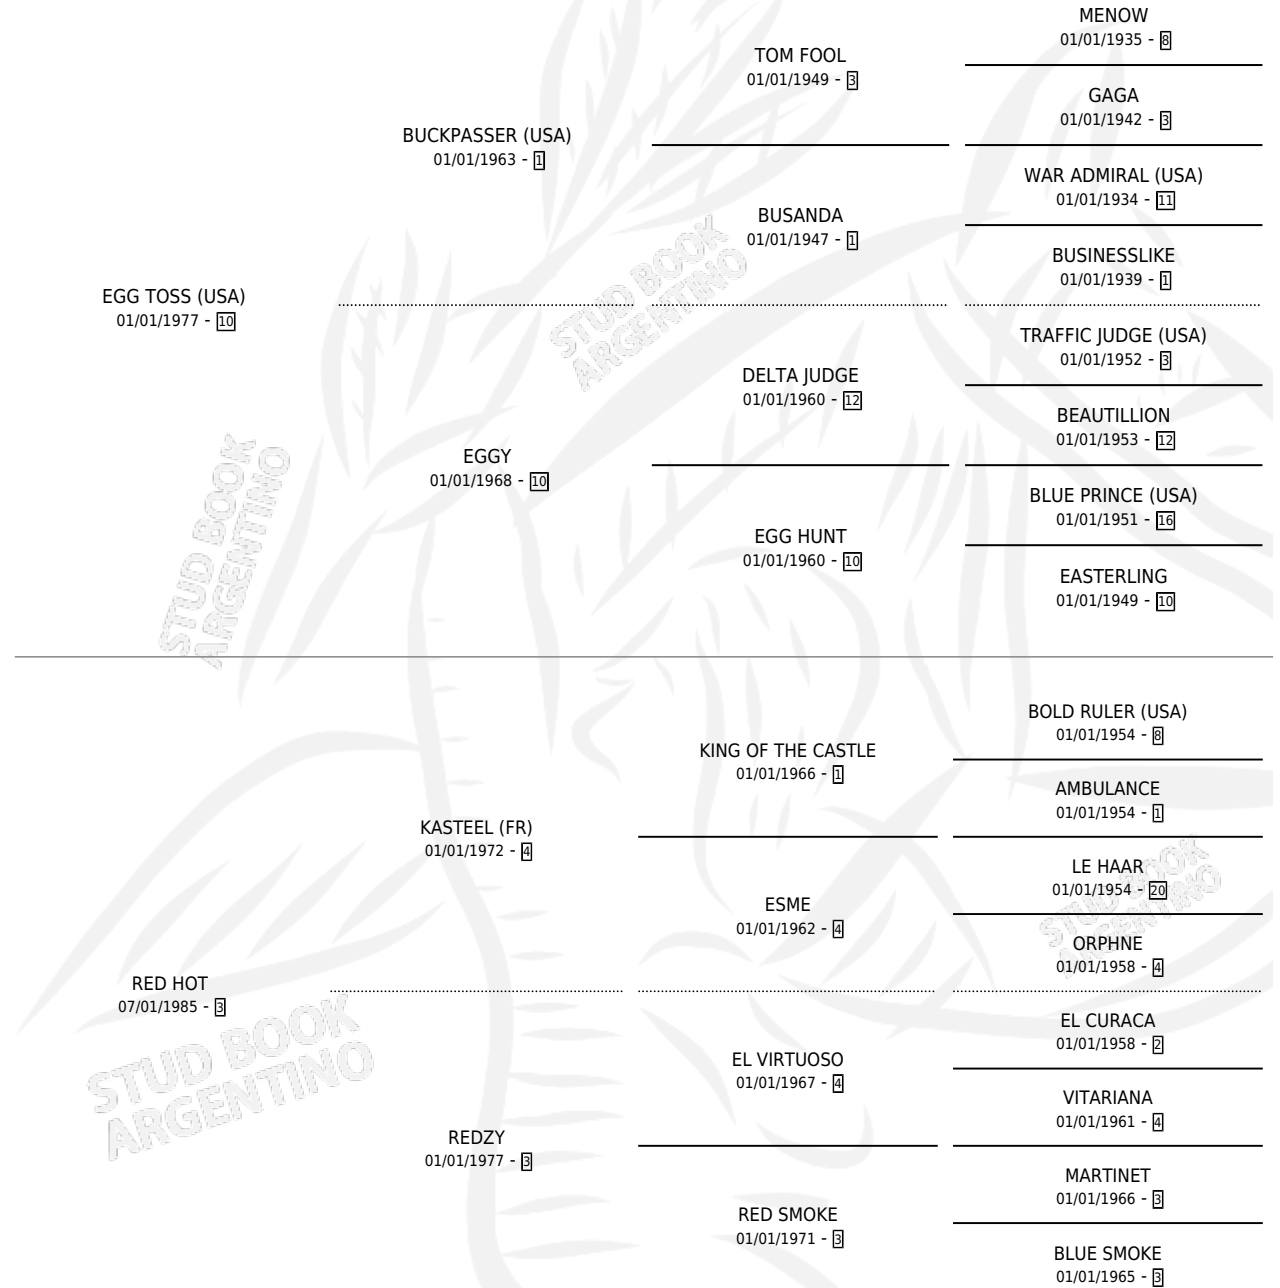 MENOW
01/01/1935 - 8
TOM FOOL
01/01/1949 - 3
GAGA
01/01/1942 - 3
BUCKPASSER (USA)
01/01/1963 - 1
WAR ADMIRAL (USA)
01/01/1934 - 11
BUSANDA
01/01/1947 - 1
BUSINESSLIKE
01/01/1939 - 1
EGG TOSS (USA)
01/01/1977 - 10
STUD BOOK
ARGENTINO
TRAFFIC JUDGE (USA)
01/01/1952 - 3
DELTA JUDGE
01/01/1960 - 12
BEAUTILLION
01/01/1953 - 12
EGGY
01/01/1968 - 10
BLUE PRINCE (USA)
01/01/1951 - 16
EGG HUNT
01/01/1960 - 10
EASTERLING
01/01/1949 - 10
STUD BOOK
ARGENTINO
BOLD RULER (USA)
01/01/1954 - 8
KING OF THE CASTLE
01/01/1966 - 1
AMBULANCE
01/01/1954 - 1
KASTEEL (FR)
01/01/1972 - 4
LE HAAR
01/01/1954 - 20
ESME
01/01/1962 - 4
STUD BOOK
ARGENTINO
ORPHNE
01/01/1958 - 4
RED HOT
07/01/1985 - 3
EL CURACA
01/01/1958 - 2
EL VIRTUOSO
01/01/1967 - 4
STUD BOOK
ARGENTINO
VITARIANA
01/01/1961 - 4
REDZY
01/01/1977 - 3
MARTINET
01/01/1966 - 3
RED SMOKE
01/01/1971 - 3
BLUE SMOKE
01/01/1965 - 3